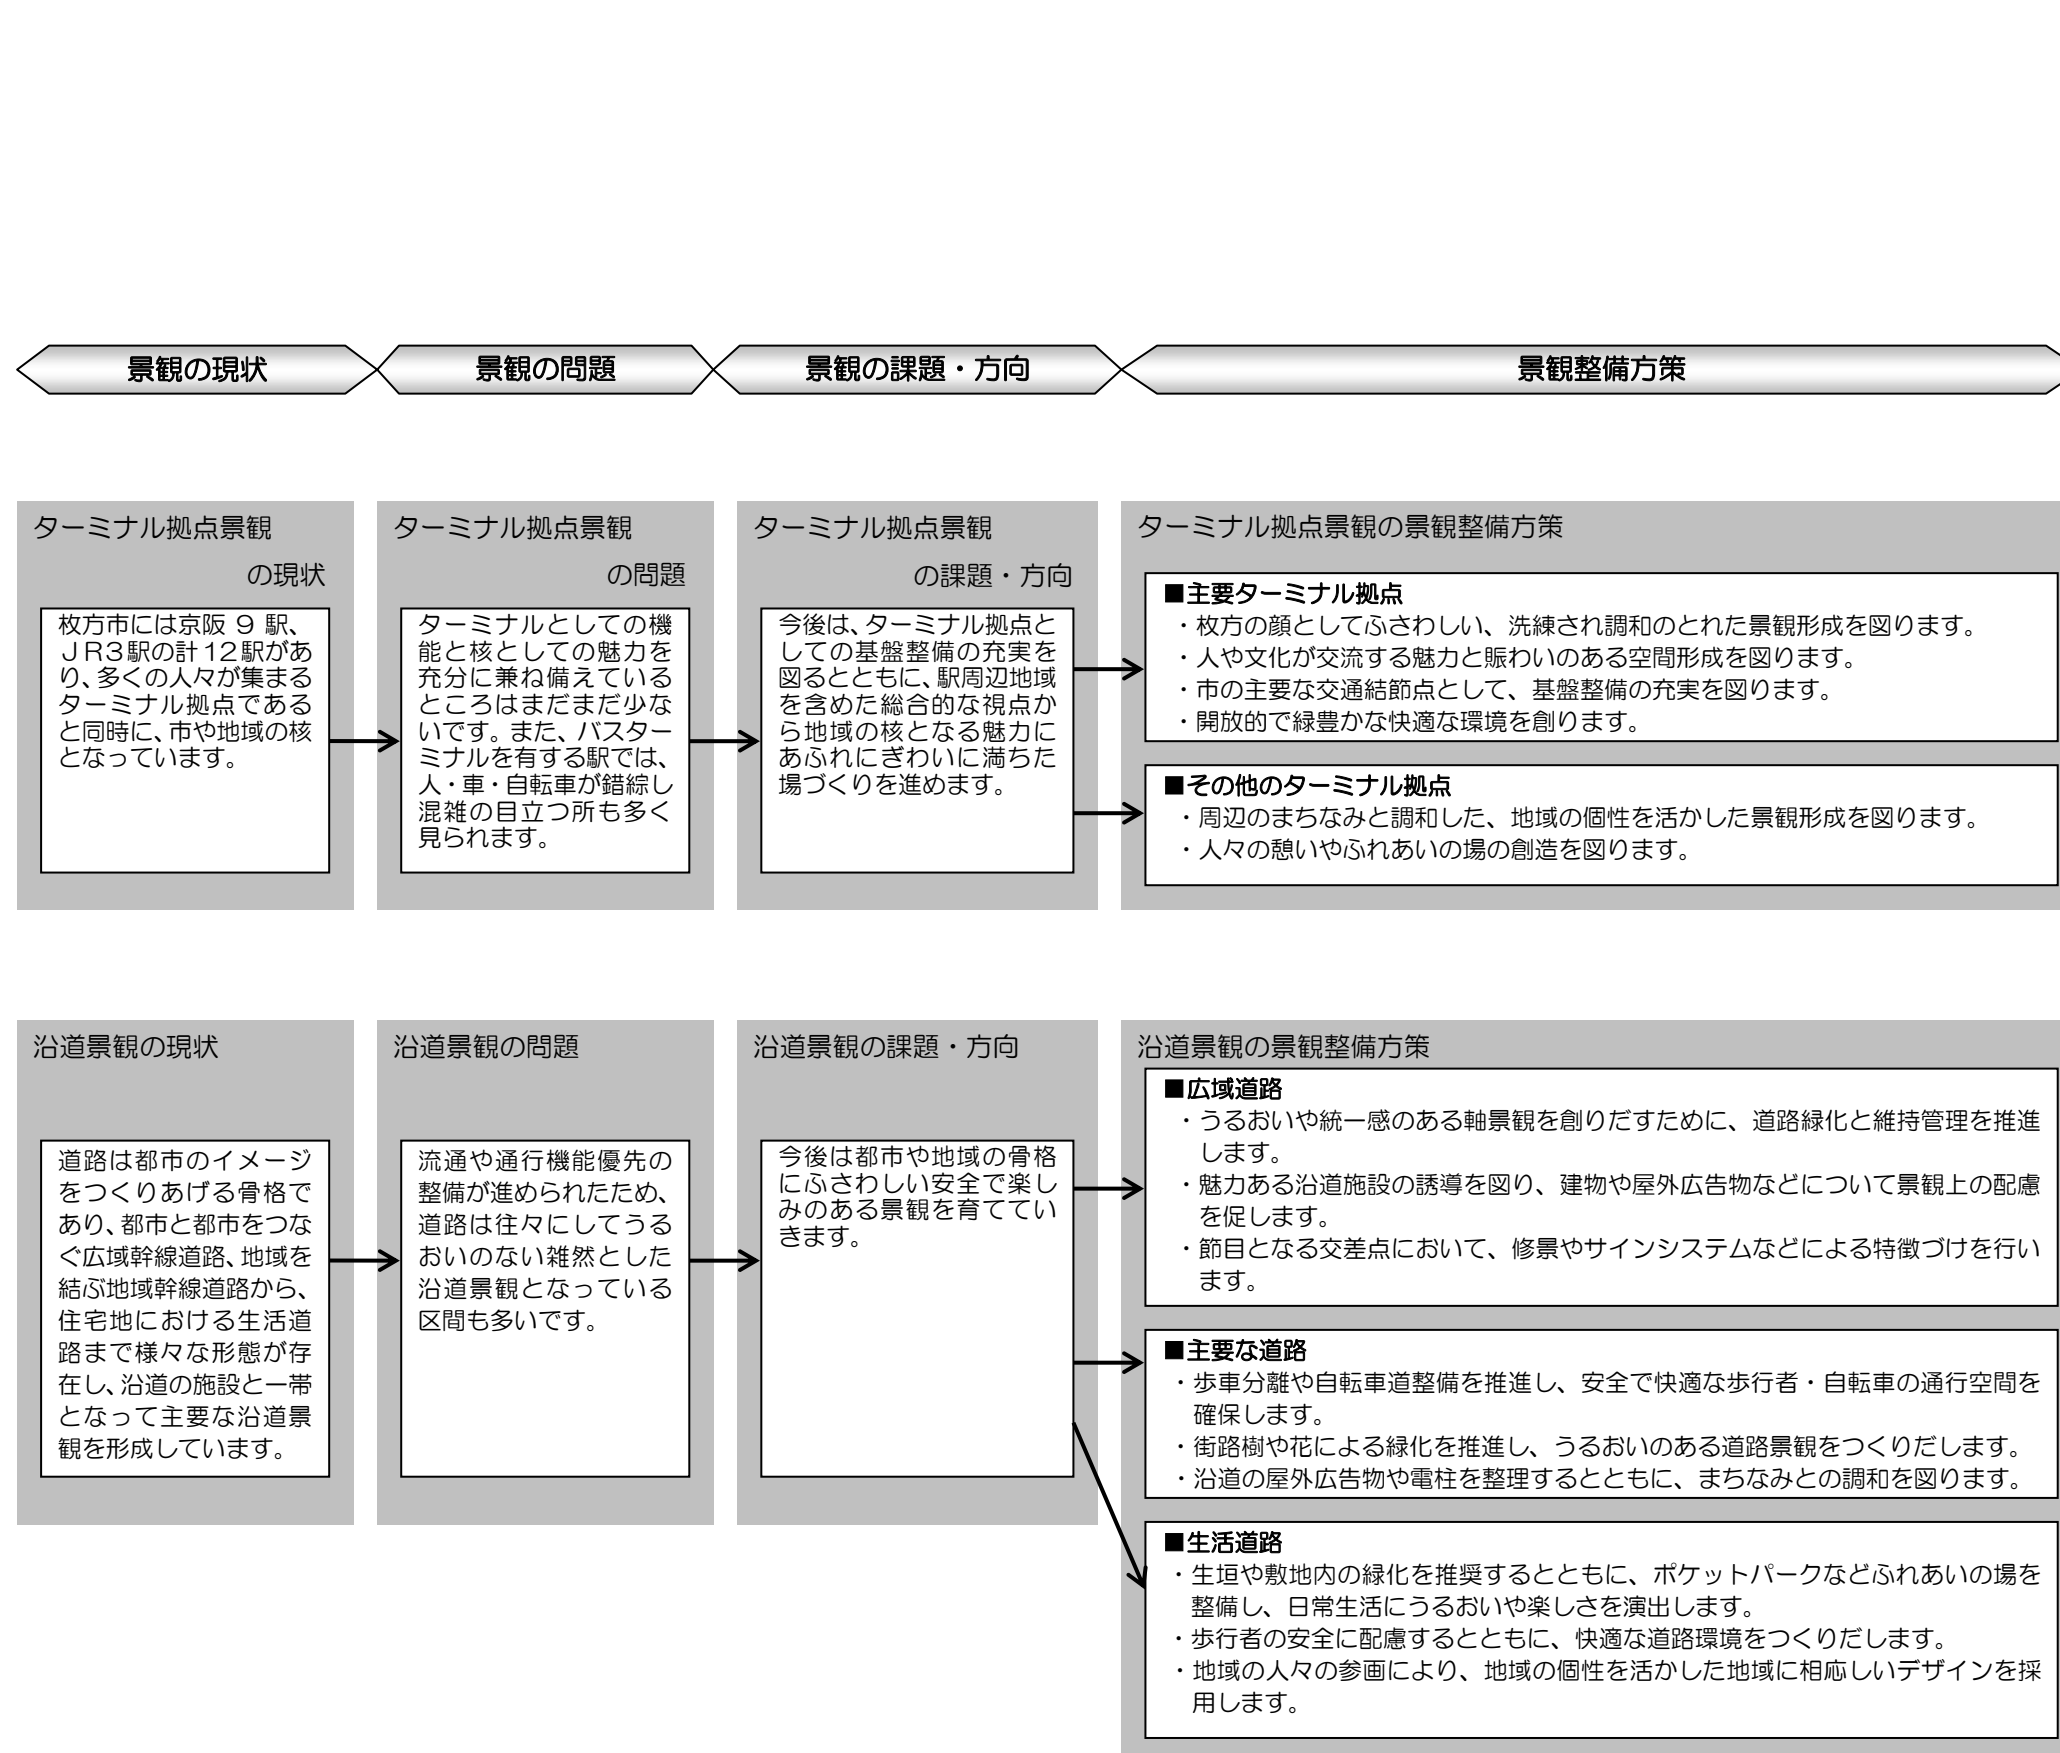 景観の現状
景観の問題
景観の課題・方向
景観整備方策
ターミナル拠点景観
の現状
枚方市には京阪 9 駅、
JR3駅の計12駅があ
り、多くの人々が集まる
ターミナル拠点である
と同時に、市や地域の核
となっています。
ターミナル拠点景観
の問題
ターミナルとしての機
能と核としての魅力を
充分に兼ね備えている
ところはまだまだ少な
いです。また、バスター
ミナルを有する駅では、
人・車・自転車が錯綜し
混雑の目立つ所も多く
見られます。
ターミナル拠点景観
の課題・方向
今後は、ターミナル拠点と
しての基盤整備の充実を
図るとともに、駅周辺地域
を含めた総合的な視点か
ら地域の核となる魅力に
あふれにぎわいに満ちた
場づくりを進めます。
ターミナル拠点景観の景観整備方策
■主要ターミナル拠点
・枚方の顔としてふさわしい、洗練され調和のとれた景観形成を図ります。
・人や文化が交流する魅力と賑わいのある空間形成を図ります。
・市の主要な交通結節点として、基盤整備の充実を図ります。
・開放的で緑豊かな快適な環境を創ります。
■その他のターミナル拠点
・周辺のまちなみと調和した、地域の個性を活かした景観形成を図ります。
・人々の憩いやふれあいの場の創造を図ります。
沿道景観の現状
道路は都市のイメージ
をつくりあげる骨格で
あり、都市と都市をつな
ぐ広域幹線道路、地域を
結ぶ地域幹線道路から、
住宅地における生活道
路まで様々な形態が存
在し、沿道の施設と一帯
となって主要な沿道景
観を形成しています。
沿道景観の問題
流通や通行機能優先の
整備が進められたため、
道路は往々にしてうる
おいのない雑然とした
沿道景観となっている
区間も多いです。
沿道景観の課題・方向
今後は都市や地域の骨格
にふさわしい安全で楽し
みのある景観を育ててい
きます。
沿道景観の景観整備方策
■広域道路
・うるおいや統一感のある軸景観を創りだすために、道路緑化と維持管理を推進
します。
・魅力ある沿道施設の誘導を図り、建物や屋外広告物などについて景観上の配慮
を促します。
・節目となる交差点において、修景やサインシステムなどによる特徴づけを行い
ます。
■主要な道路
・歩車分離や自転車道整備を推進し、安全で快適な歩行者・自転車の通行空間を
確保します。
・街路樹や花による緑化を推進し、うるおいのある道路景観をつくりだします。
・沿道の屋外広告物や電柱を整理するとともに、まちなみとの調和を図ります。
■生活道路
・生垣や敷地内の緑化を推奨するとともに、ポケットパークなどふれあいの場を
整備し、日常生活にうるおいや楽しさを演出します。
・歩行者の安全に配慮するとともに、快適な道路環境をつくりだします。
・地域の人々の参画により、地域の個性を活かした地域に相応しいデザインを採
用します。